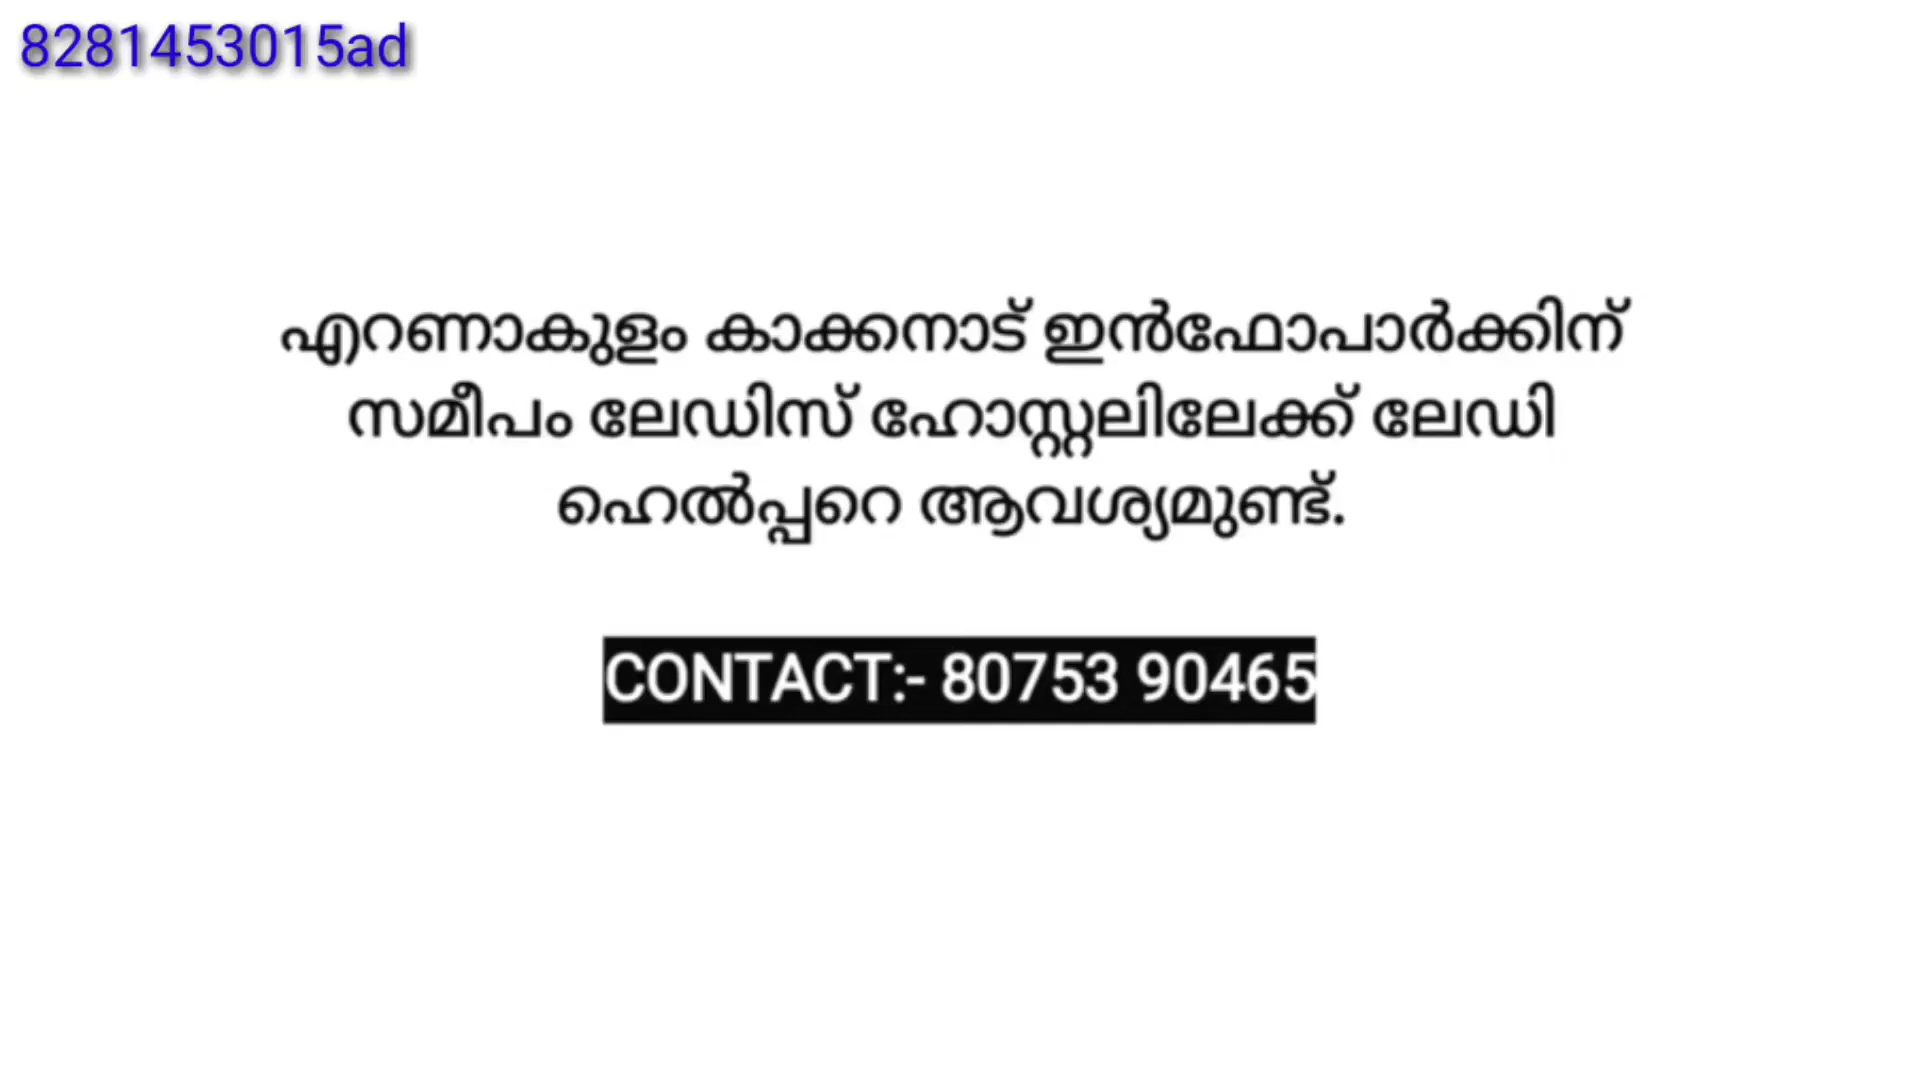 8281453015ad
എറണാകുളം കാക്കനാട് ഇൻഫോപാർക്കിന്
സമീപം ലേഡിസ് ഹോസ്റ്റലിലേക്ക് ലേഡി
ഹെൽപ്പറെ ആവശ്യമുണ്ട്.
CONTACT:- 80753 90465